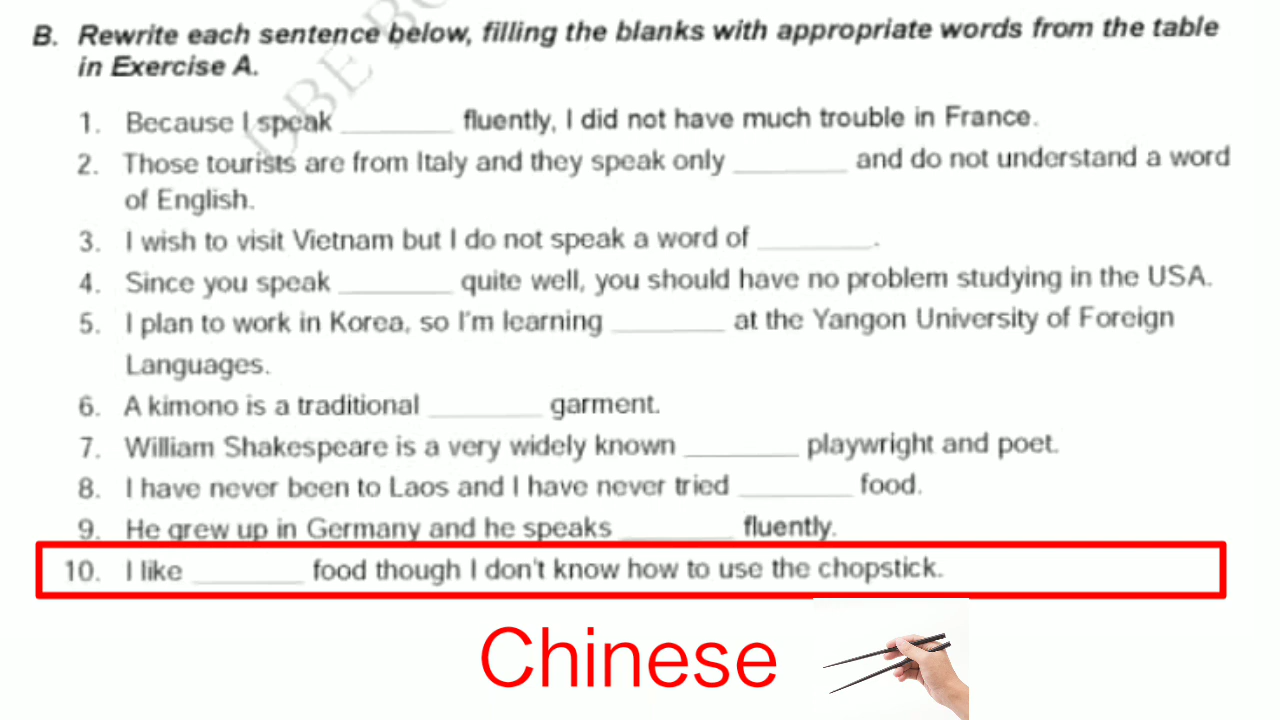 B. Rewrite each sentence below, filling the blanks with appropriate words from the table
in Exercise A.
1. Because I speak ________ fluently, I did not have much trouble in France.
2. Those tourists are from Italy and they speak only ________ and do not understand a word
of English.
3. I wish to visit Vietnam but I do not speak a word of ________.
4. Since you speak ________ quite well, you should have no problem studying in the USA.
5. I plan to work in Korea, so I'm learning ________ at the Yangon University of Foreign
Languages.
6. A kimono is a traditional ________ garment.
7. William Shakespeare is a very widely known ________ playwright and poet.
8. I have never been to Laos and I have never tried ________ food.
9. He grew up in Germany and he speaks ________ fluently.
10. I like ________ food though I don't know how to use the chopstick.
Chinese